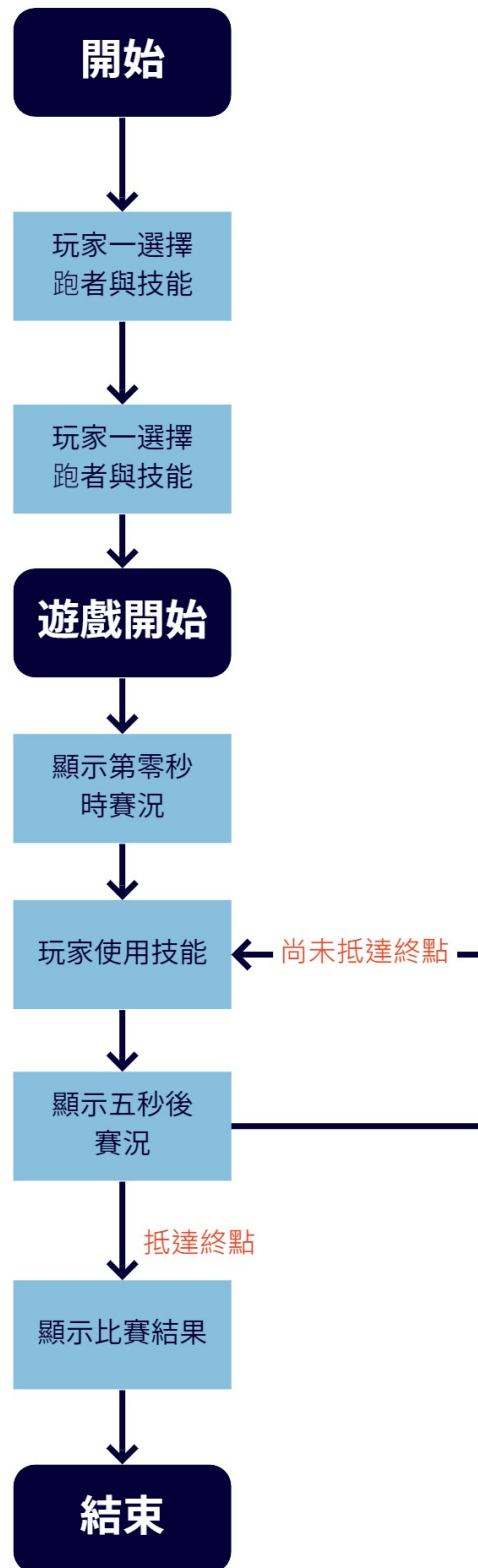 開始
玩家一選擇
跑者與技能
玩家一選擇
跑者與技能
遊戲開始
顯示第零秒
時賽況
玩家使用技能
尚未抵達終點
顯示五秒後
賽況
抵達終點
顯示比賽結果
結束